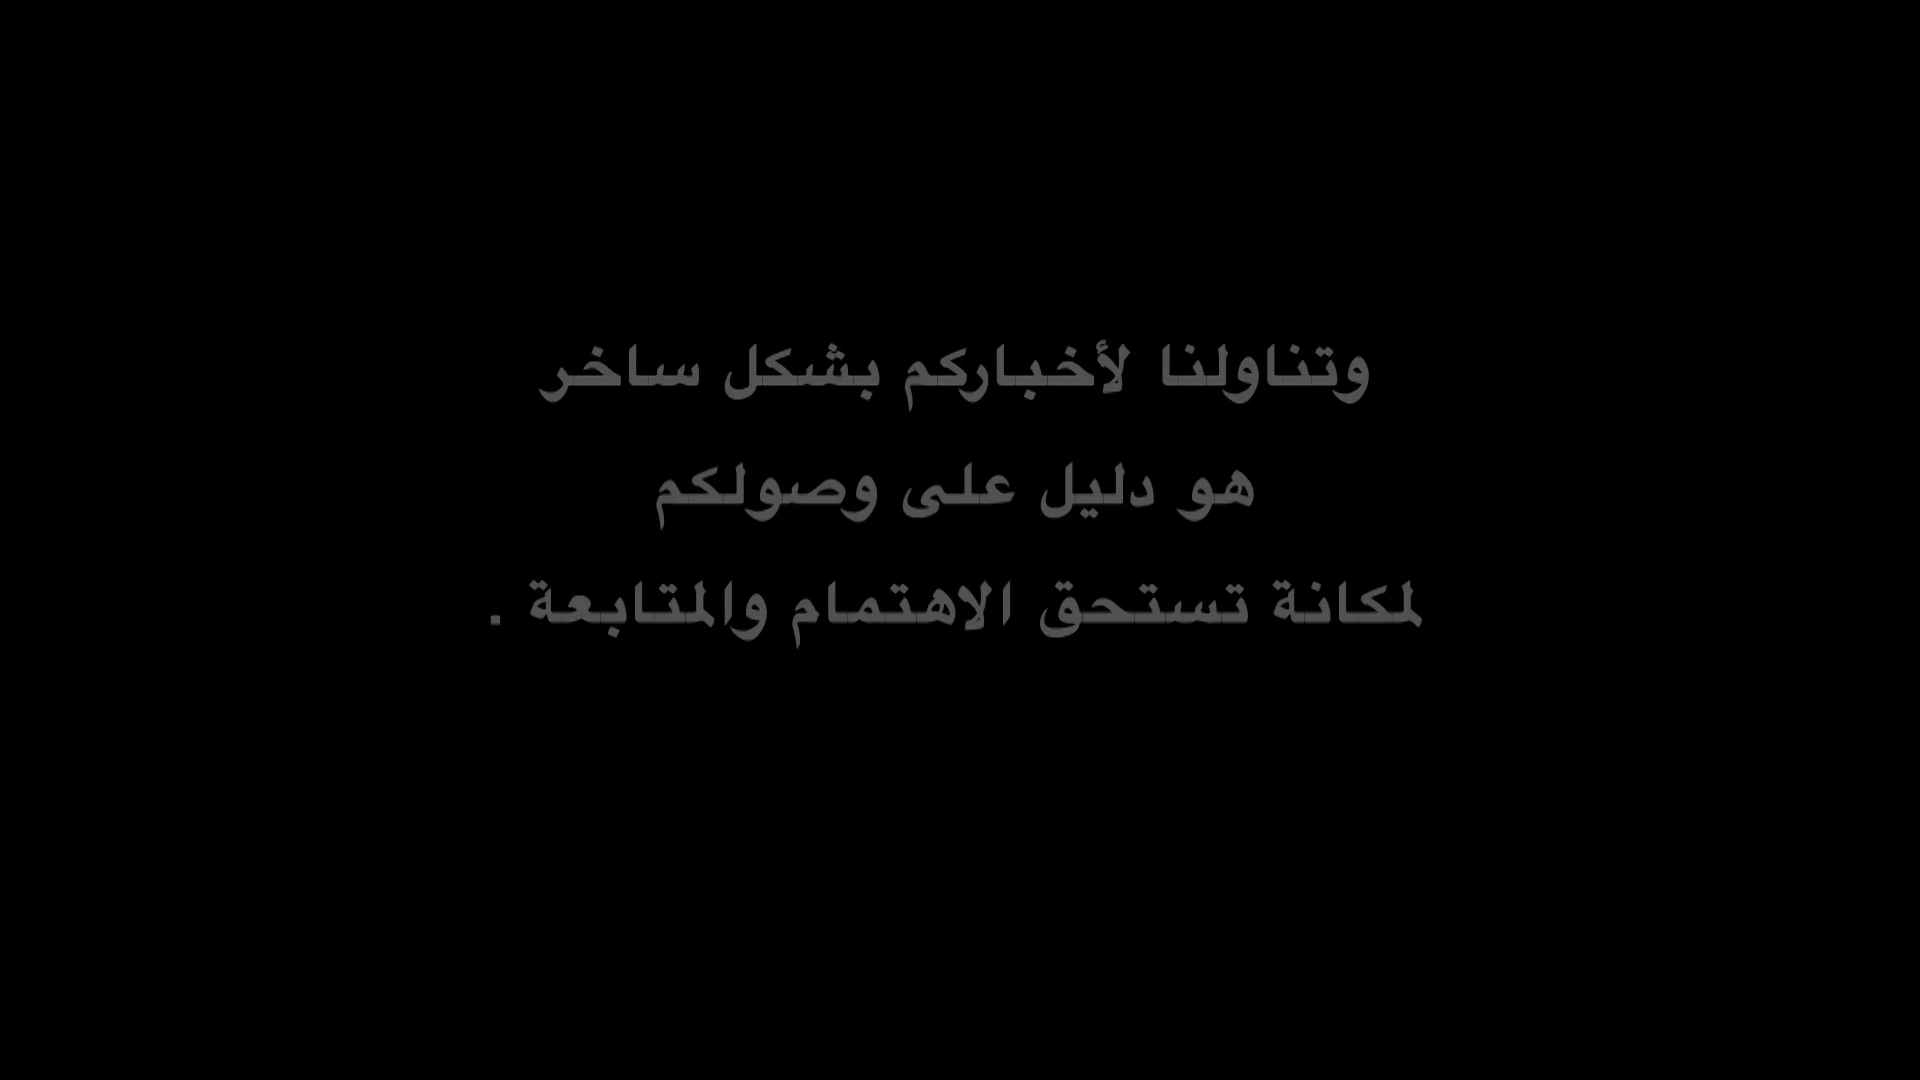 وتناولنا لأخباركم بشكل ساخر
هو دليل على وصولكم
لمكانة تستحق الاهتمام والمتابعة .